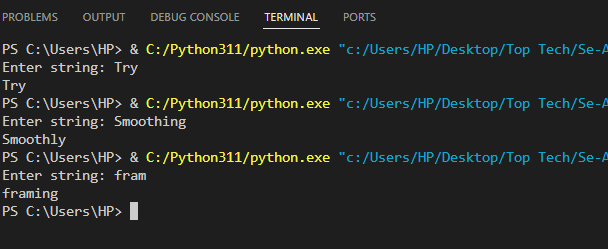 PROBLEMS OUTPUT DEBUG CONSOLE TERMINAL PORTS
PS C:\Users\HP> & C:/Python311/python.exe "c:/Users/HP/Desktop/Top Tech/Se-A
Enter string: Try
Try
PS C:\Users\HP> & C:/Python311/python.exe "c:/Users/HP/Desktop/Top Tech/Se-A
Enter string: Smoothing
Smoothly
PS C:\Users\HP> & C:/Python311/python.exe "c:/Users/HP/Desktop/Top Tech/Se-A
Enter string: fram
framing
PS C:\Users\HP>